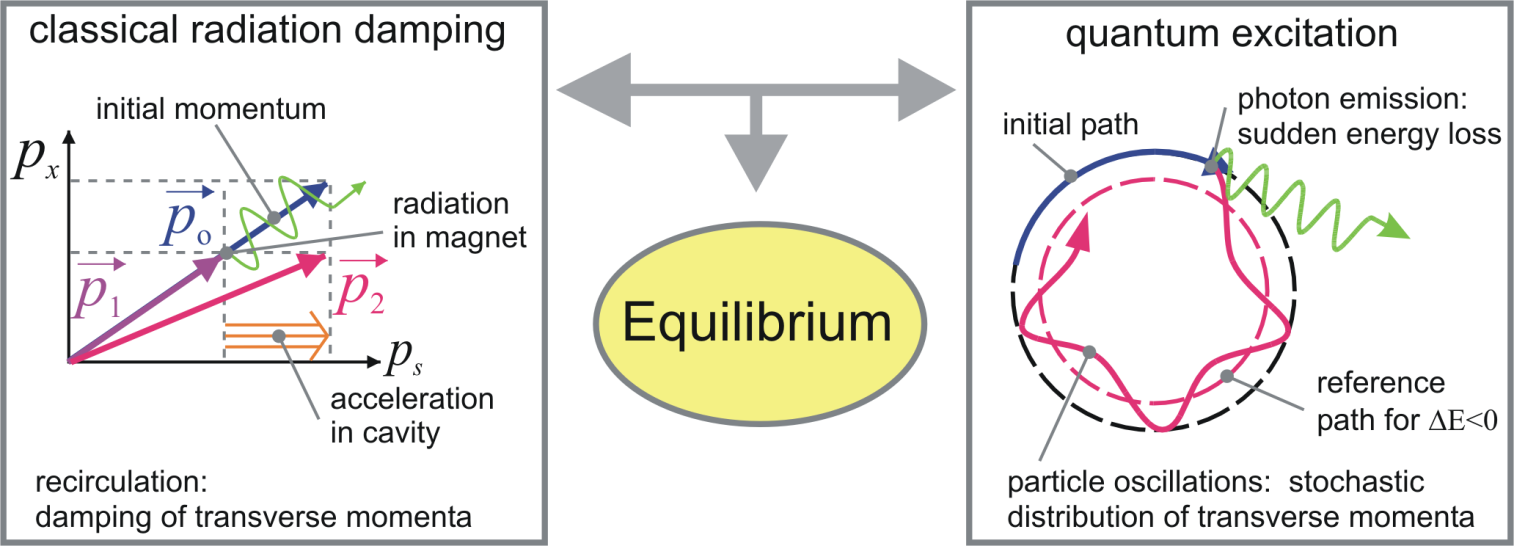 classical radiation damping
initial momentum
p_x
p_o
radiation
in magnet
p_1
p_2
p_s
acceleration
in cavity
recirculation:
damping of transverse momenta
Equilibrium
quantum excitation
photon emission:
sudden energy loss
initial path
reference
path for ΔE<0
particle oscillations: stochastic
distribution of transverse momenta